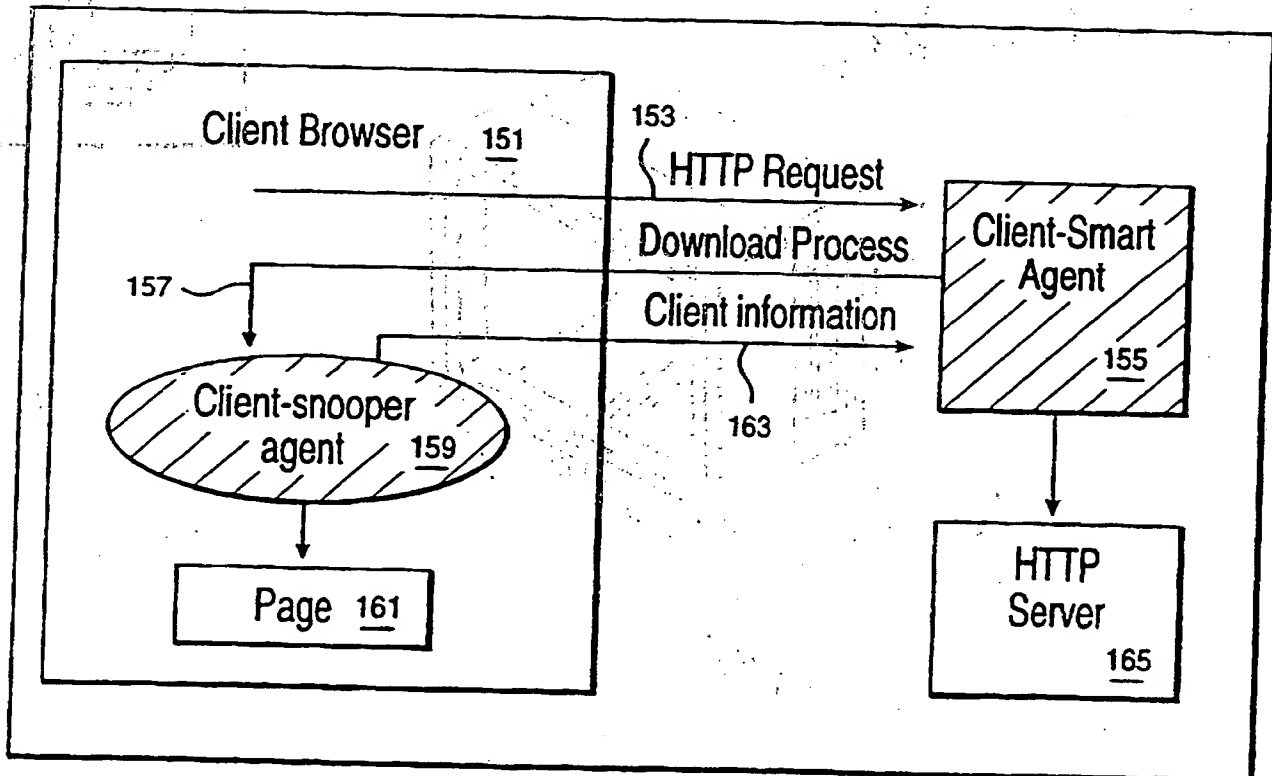 Client Browser 151
153
HTTP Request
Download Process
Client-Smart
Agent
155
157
Client information
163
Client-snooper
agent 159
Page 161
HTTP
Server
165